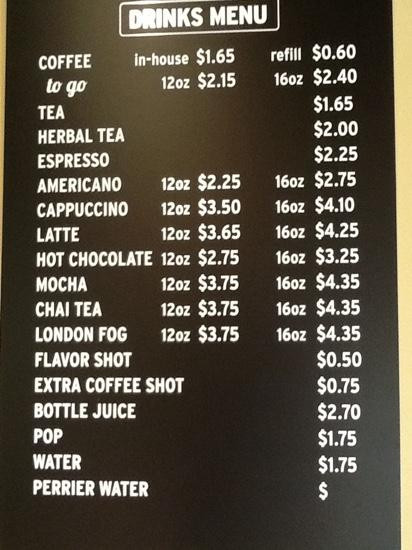 DRINKS MENU
COFFEE in-house $1.65 refill $0.60
to go 12oz $2.15 16oz $2.40
TEA $1.65
HERBAL TEA $2.00
ESPRESSO $2.25
AMERICANO 12oz $2.25 16oz $2.75
CAPPUCCINO 12oz $3.50 16oz $4.10
LATTE 12oz $3.65 16oz $4.25
HOT CHOCOLATE 12oz $2.75 16oz $3.25
MOCHA 12oz $3.75 16oz $4.35
CHAI TEA 12oz $3.75 16oz $4.35
LONDON FOG 12oz $3.75 16oz $4.35
FLAVOR SHOT $0.50
EXTRA COFFEE SHOT $0.75
BOTTLE JUICE $2.70
POP $1.75
WATER $1.75
PERRIER WATER $